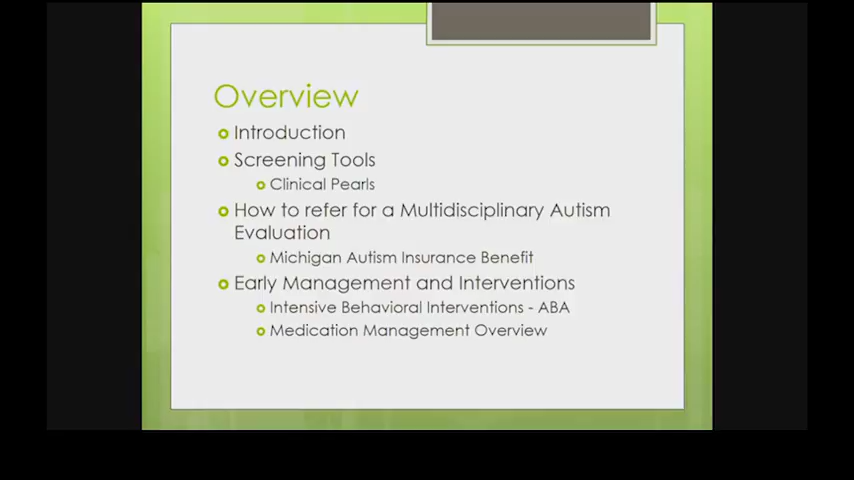 Overview
Introduction
Screening Tools
Clinical Pearls
How to refer for a Multidisciplinary Autism
Evaluation
Michigan Autism Insurance Benefit
Early Management and Interventions
Intensive Behavioral Interventions - ABA
Medication Management Overview